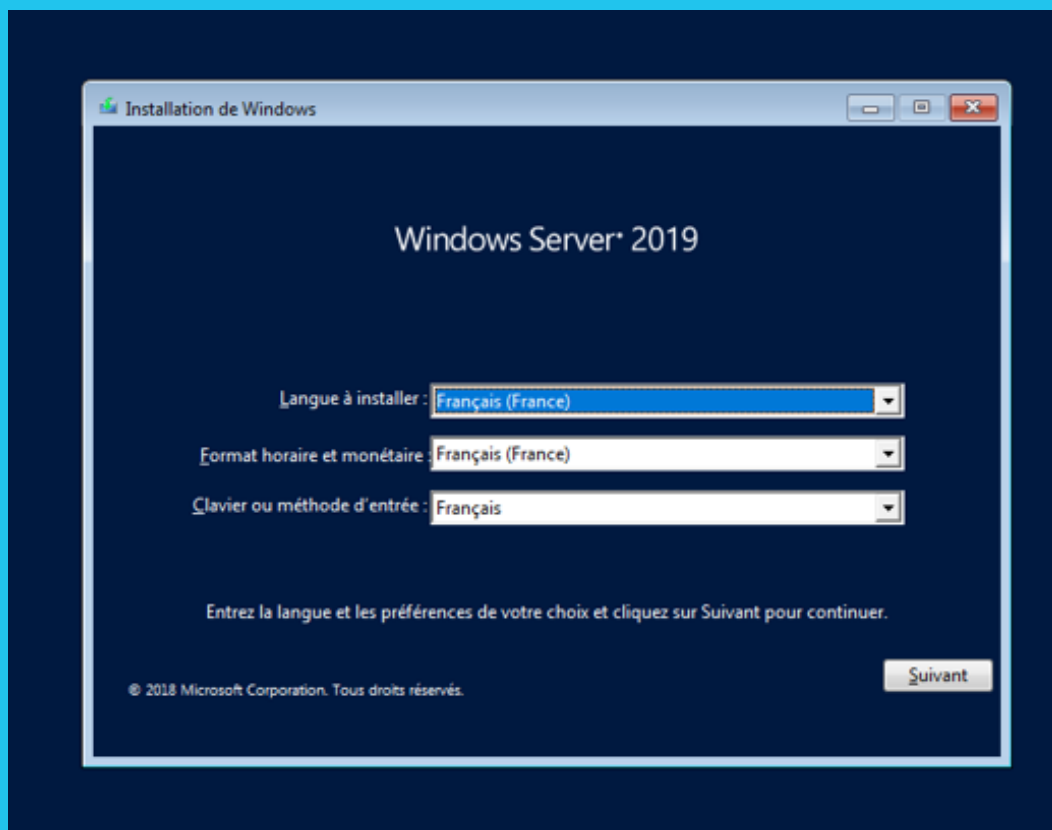 Installation de Windows
Windows Server® 2019
Langue à installer : Français (France)
Format horaire et monétaire : Français (France)
Clavier ou méthode d'entrée : Français
Entrez la langue et les préférences de votre choix et cliquez sur Suivant pour continuer.
Suivant
© 2018 Microsoft Corporation. Tous droits réservés.